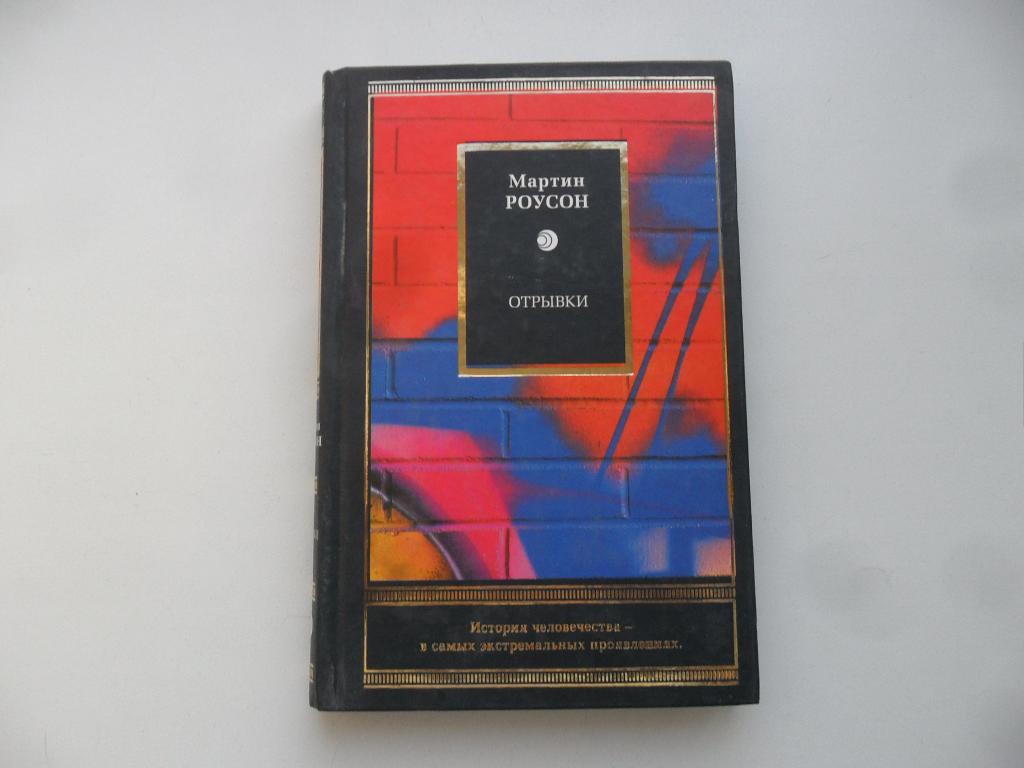 Мартин
РОУСОН
ОТРЫВКИ
История человечества –
в самых экстремальных проявлениях.